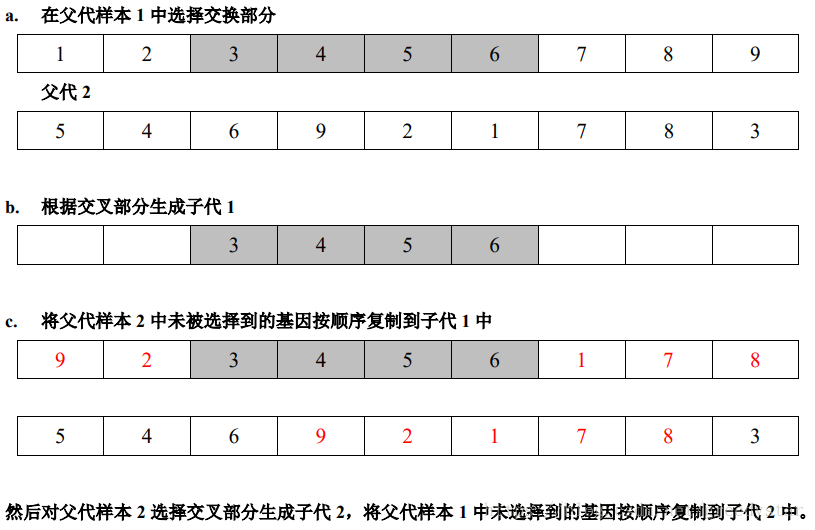 a. 在父代样本 1 中选择交换部分
1 2 3 4 5 6 7 8 9
父代 2
5 4 6 9 2 1 7 8 3
b. 根据交叉部分生成子代 1
3 4 5 6
c. 将父代样本 2 中未被选择到的基因按顺序复制到子代 1 中
9 2 3 4 5 6 1 7 8
5 4 6 9 2 1 7 8 3
然后对父代样本 2 选择交叉部分生成子代 2，将父代样本 1 中未选择到的基因按顺序复制到子代 2 中。